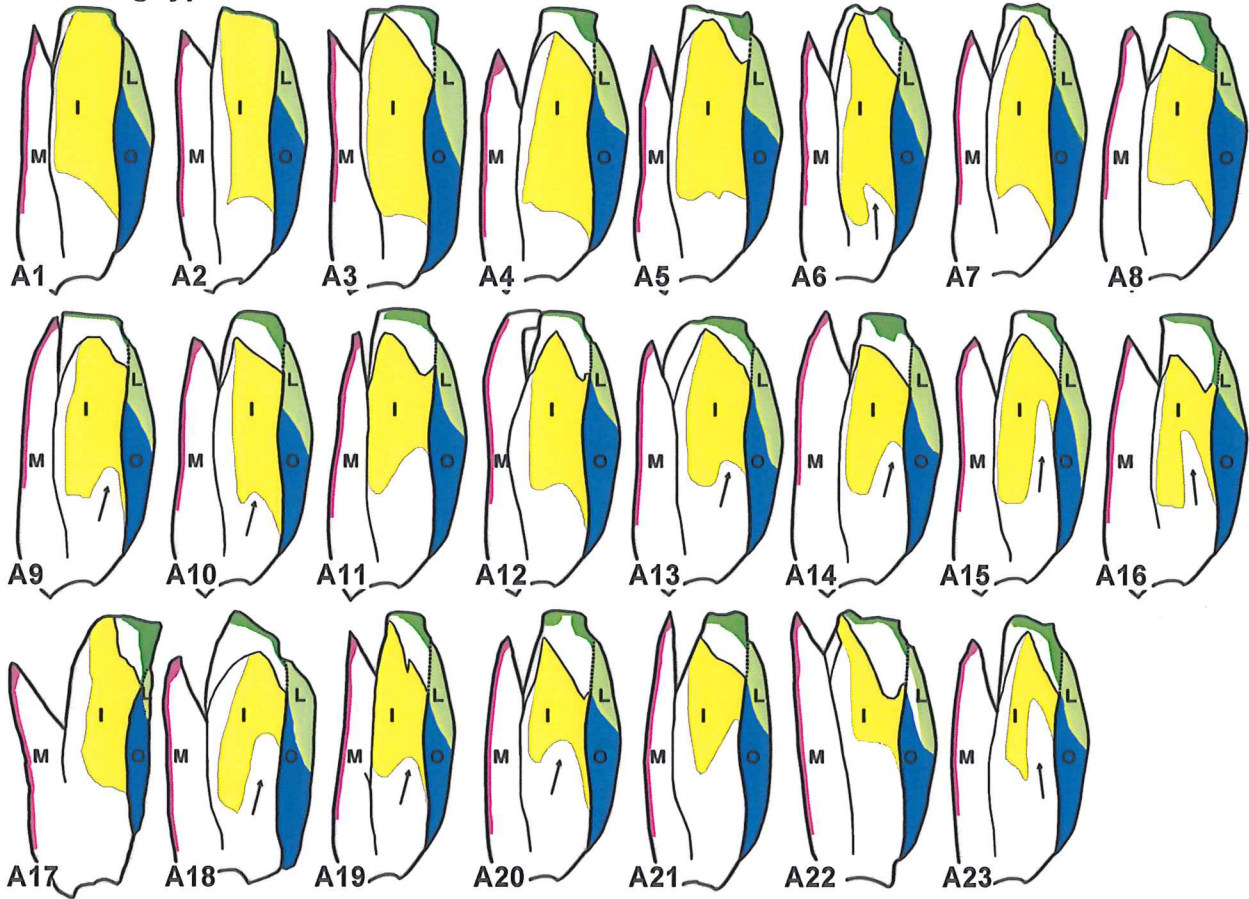 L L L L L L L L
I I I I I I I I
M O M O M O M O M O M O M O M O
A1 A2 A3 A4 A5 A6 A7 A8
L L L L L L L L
I I I I I I I I
M O M O M O M O M O M O M O M O
A9 A10 A11 A12 A13 A14 A15 A16
L L L L L L L
I I I I I I I
M O M O M O M O M O M O M O
A17 A18 A19 A20 A21 A22 A23